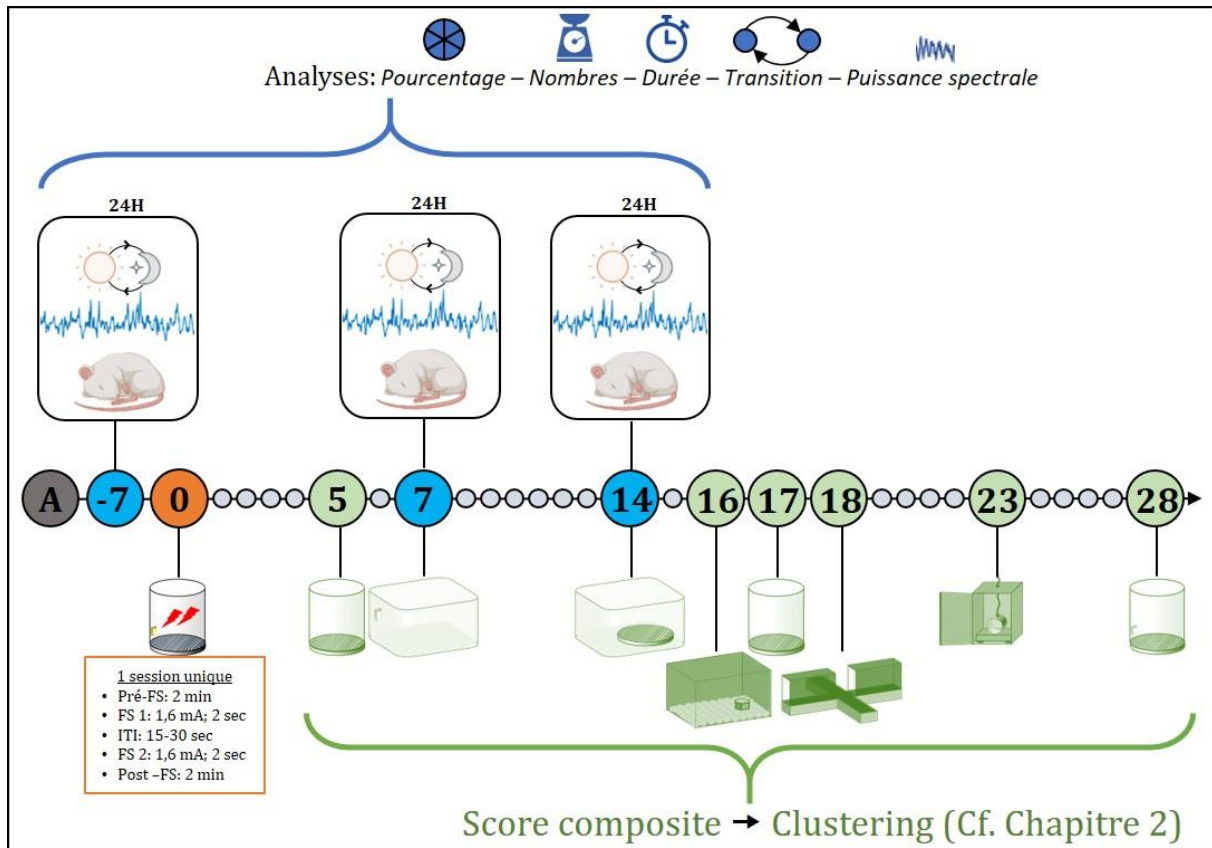 Analyses: Pourcentage – Nombres – Durée – Transition – Puissance spectrale
24H
24H
24H
A -7 0 5 7 14 16 17 18 23 28
1 session unique
• Pré-FS: 2 min
• FS 1: 1,6 mA; 2 sec
• ITI: 15-30 sec
• FS 2: 1,6 mA; 2 sec
• Post –FS: 2 min
Score composite → Clustering (Cf. Chapitre 2)